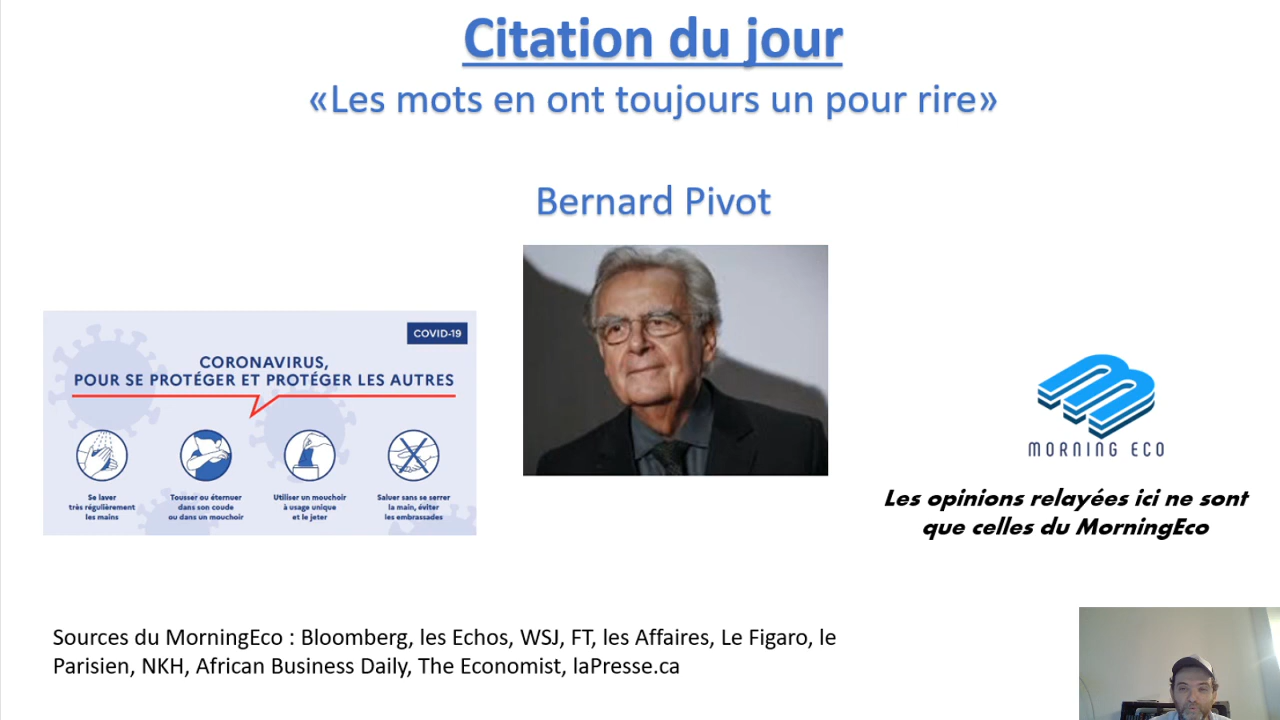 Citation du jour
«Les mots en ont toujours un pour rire»
Bernard Pivot
COVID-19
CORONAVIRUS,
POUR SE PROTÉGER ET PROTÉGER LES AUTRES
Se laver
très régulièrement
les mains
Tousser ou éternuer
dans son coude
ou dans un mouchoir
Utiliser un mouchoir
à usage unique
et le jeter
Saluer sans se serrer
la main, éviter
les embrassades
MORNING ECO
Les opinions relayées ici ne sont
que celles du MorningEco
Sources du MorningEco : Bloomberg, les Echos, WSJ, FT, les Affaires, Le Figaro, le
Parisien, NKH, African Business Daily, The Economist, laPresse.ca